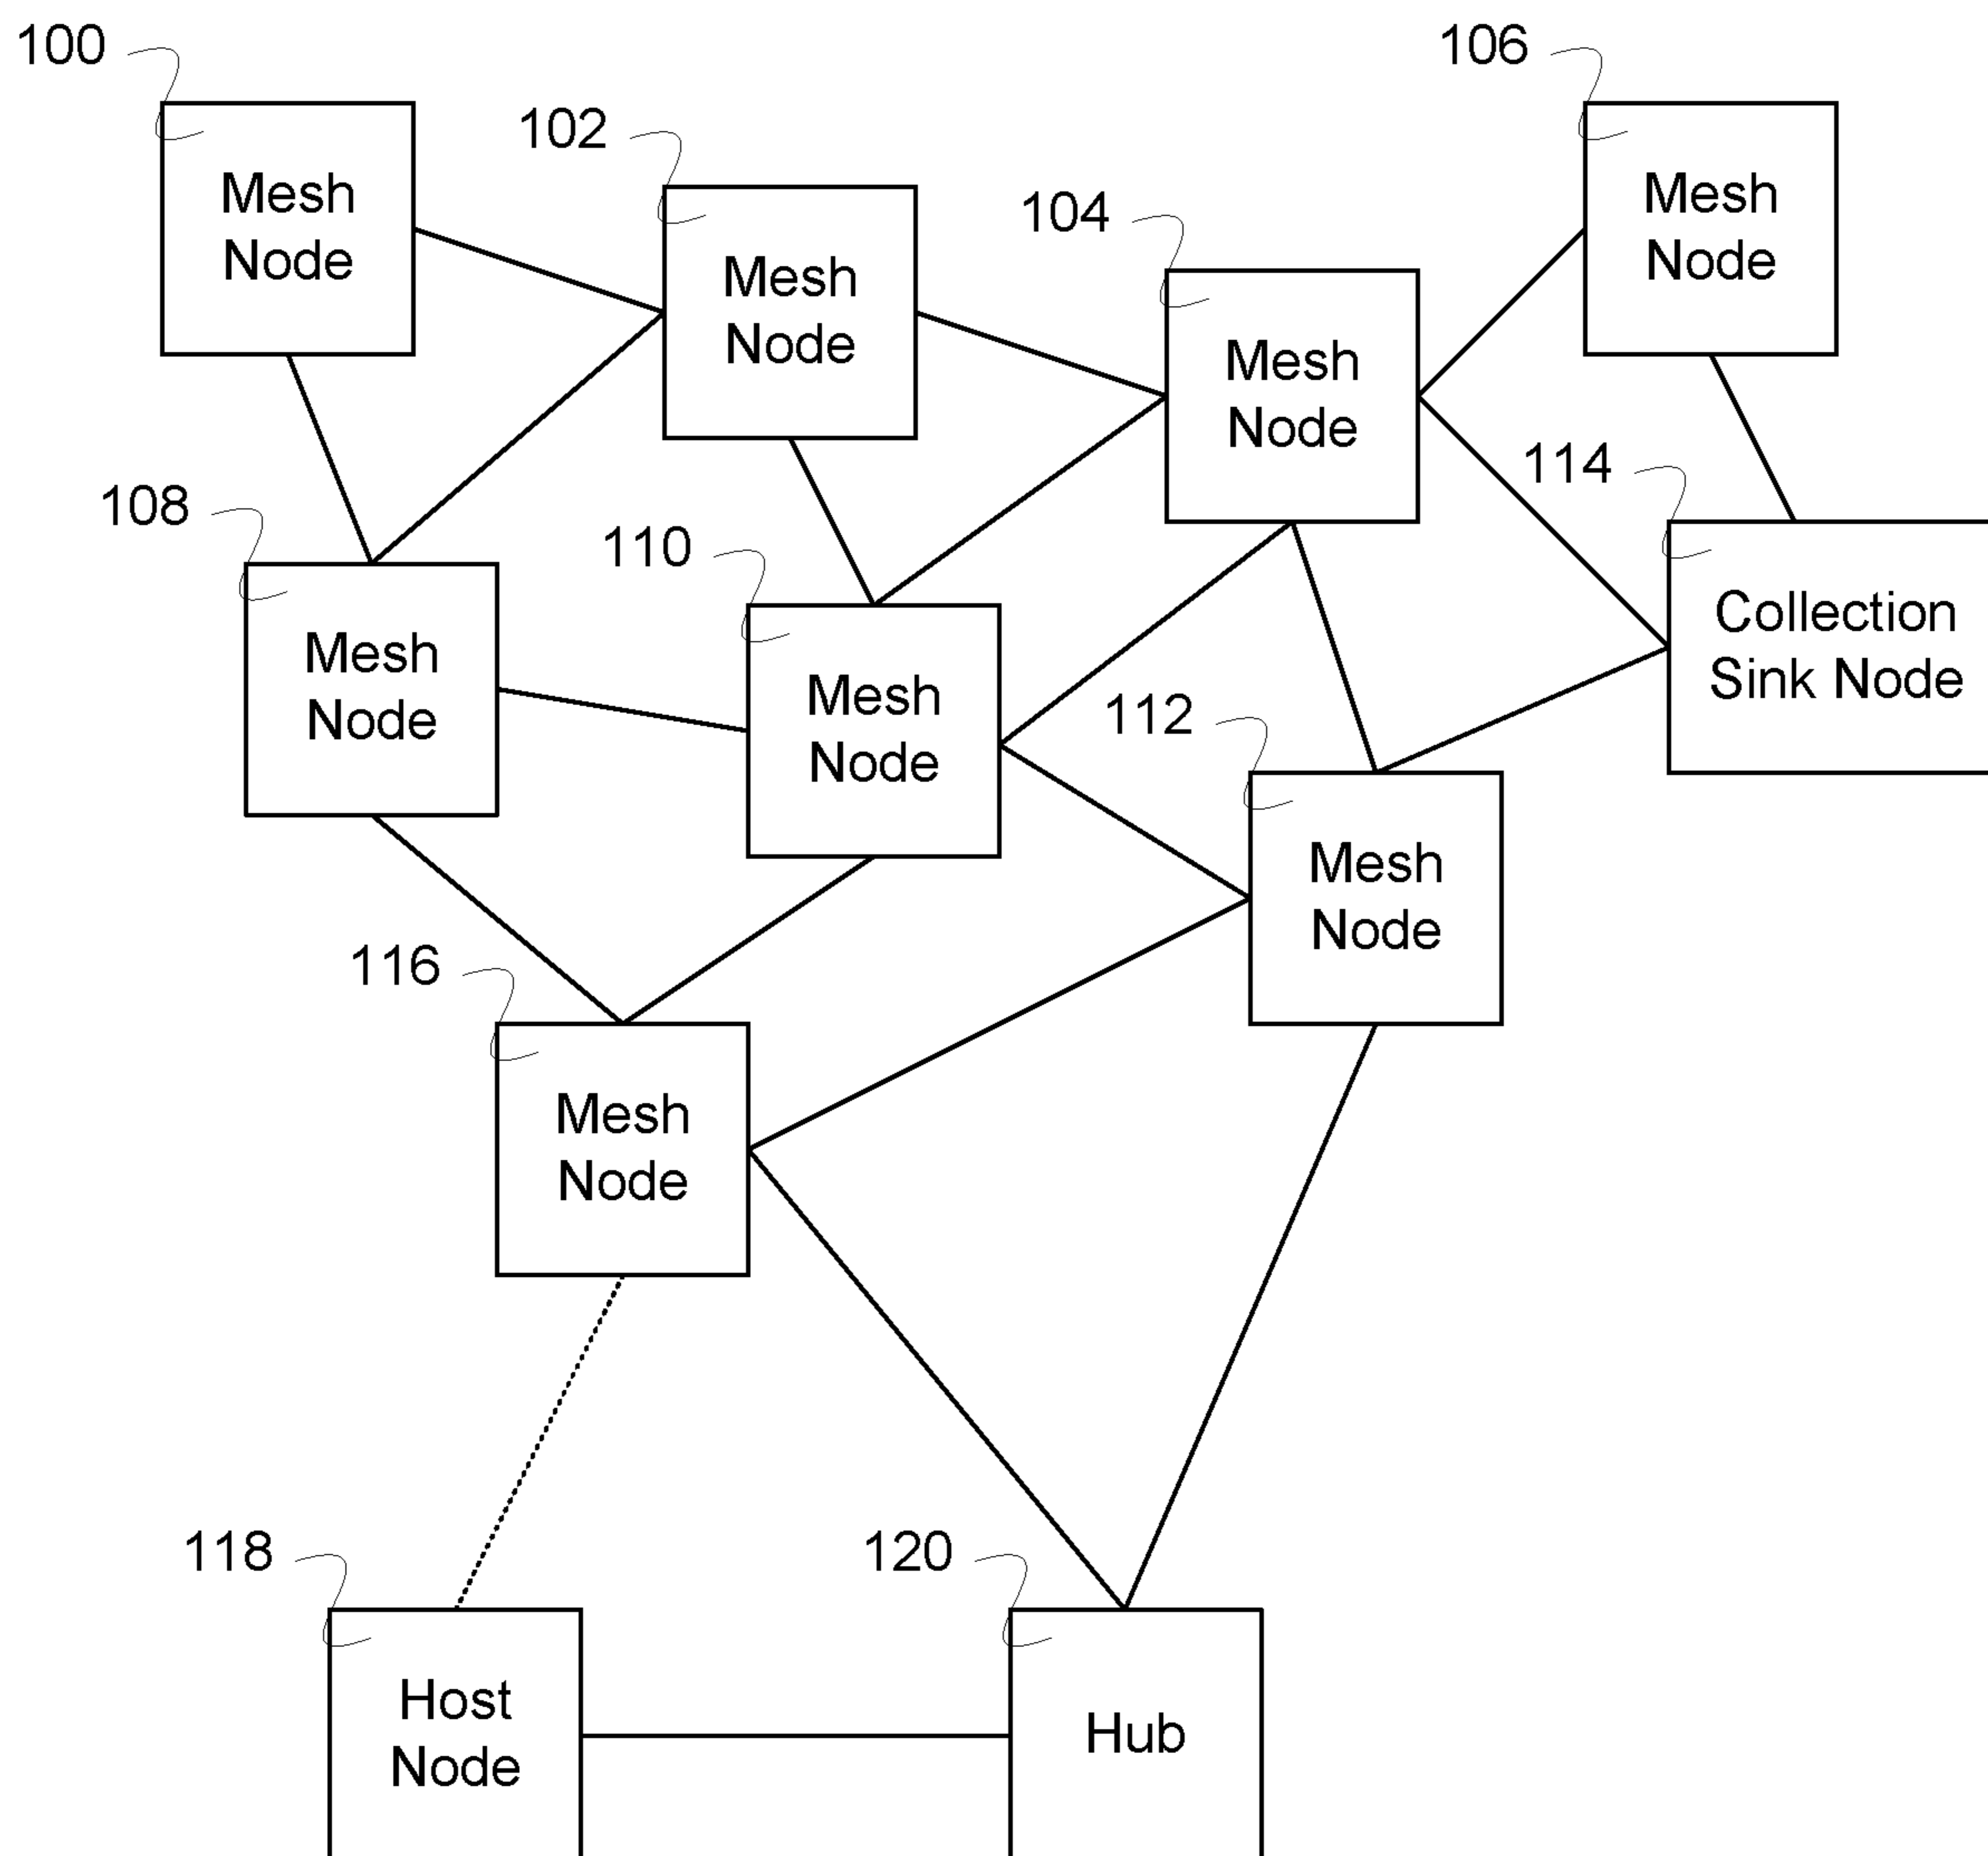 100
106
102
104
Mesh
Node
Mesh
Node
Mesh
Node
Mesh
Node
114
108
110
Collection
Sink Node
Mesh
Node
Mesh
Node
112
Mesh
Node
116
Mesh
Node
118
120
Host
Node
Hub